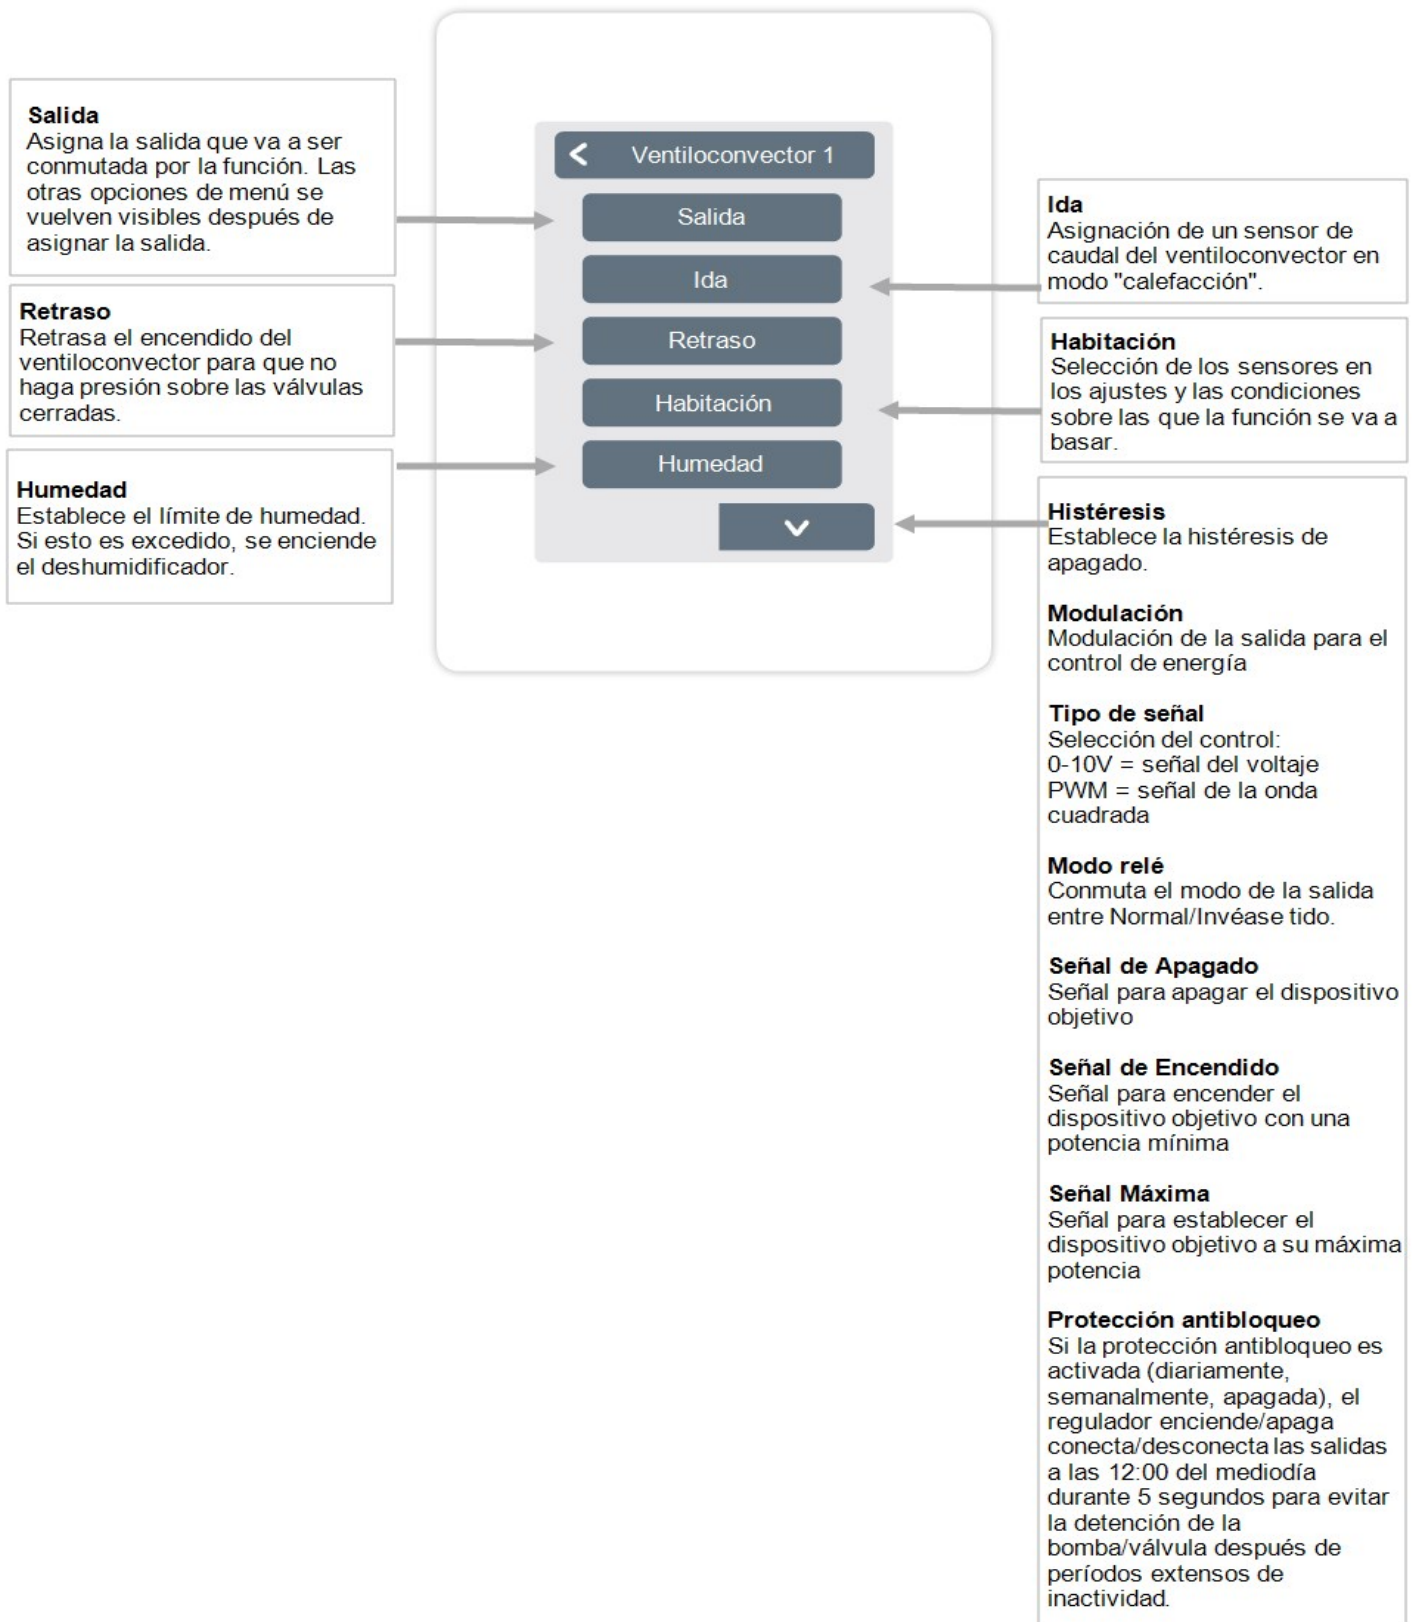 Salida
Asigna la salida que va a ser
conmutada por la función. Las
otras opciones de menú se
vuelven visibles después de
asignar la salida.
Retraso
Retrasa el encendido del
ventiloconvector para que no
haga presión sobre las válvulas
cerradas.
Humedad
Establece el límite de humedad.
Si esto es excedido, se enciende
el deshumidificador.
Ventiloconvector 1
Salida
Ida
Retraso
Habitación
Humedad
Ida
Asignación de un sensor de
caudal del ventiloconvector en
modo "calefacción".
Habitación
Selección de los sensores en
los ajustes y las condiciones
sobre las que la función se va a
basar.
Histéresis
Establece la histéresis de
apagado.
Modulación
Modulación de la salida para el
control de energía
Tipo de señal
Selección del control:
0-10V = señal del voltaje
PWM = señal de la onda
cuadrada
Modo relé
Conmuta el modo de la salida
entre Normal/Invéase tido.
Señal de Apagado
Señal para apagar el dispositivo
objetivo
Señal de Encendido
Señal para encender el
dispositivo objetivo con una
potencia mínima
Señal Máxima
Señal para establecer el
dispositivo objetivo a su máxima
potencia
Protección antibloqueo
Si la protección antibloqueo es
activada (diariamente,
semanalmente, apagada), el
regulador enciende/apaga
conecta/desconecta las salidas
a las 12:00 del mediodía
durante 5 segundos para evitar
la detención de la
bomba/válvula después de
períodos extensos de
inactividad.